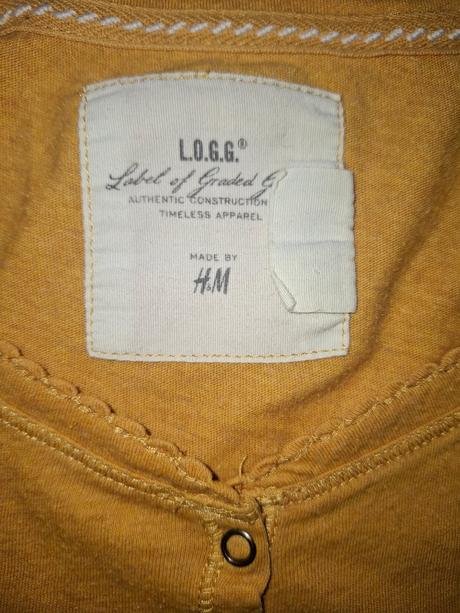 L.O.G.G.®
Label of Graded G
AUTHENTIC CONSTRUCTION
TIMELESS APPAREL
MADE BY
H&M